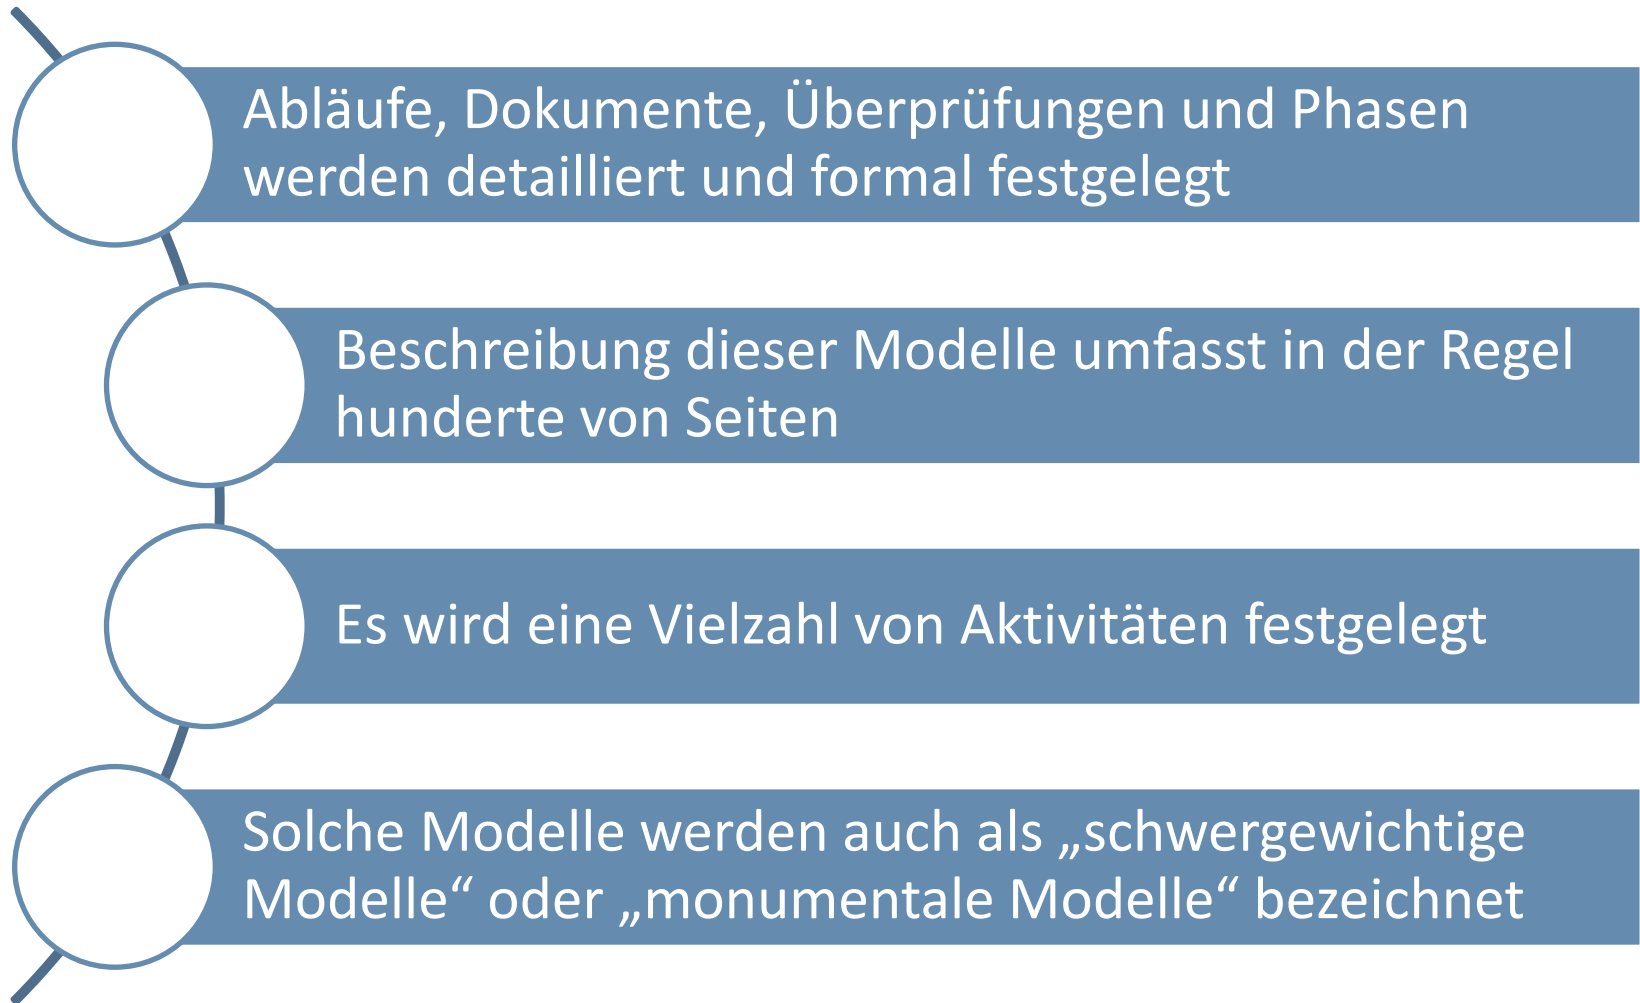 Abläufe, Dokumente, Überprüfungen und Phasen
werden detailliert und formal festgelegt
Beschreibung dieser Modelle umfasst in der Regel
hunderte von Seiten
Es wird eine Vielzahl von Aktivitäten festgelegt
Solche Modelle werden auch als „schwergewichtige
Modelle“ oder „monumentale Modelle“ bezeichnet